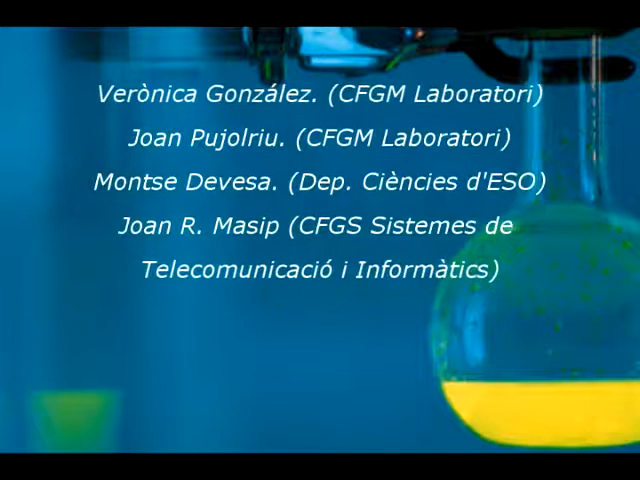 Verònica González. (CFGM Laboratori)
Joan Pujolriu. (CFGM Laboratori)
Montse Devesa. (Dep. Ciències d'ESO)
Joan R. Masip (CFGS Sistemes de
Telecomunicació i Informàtics)